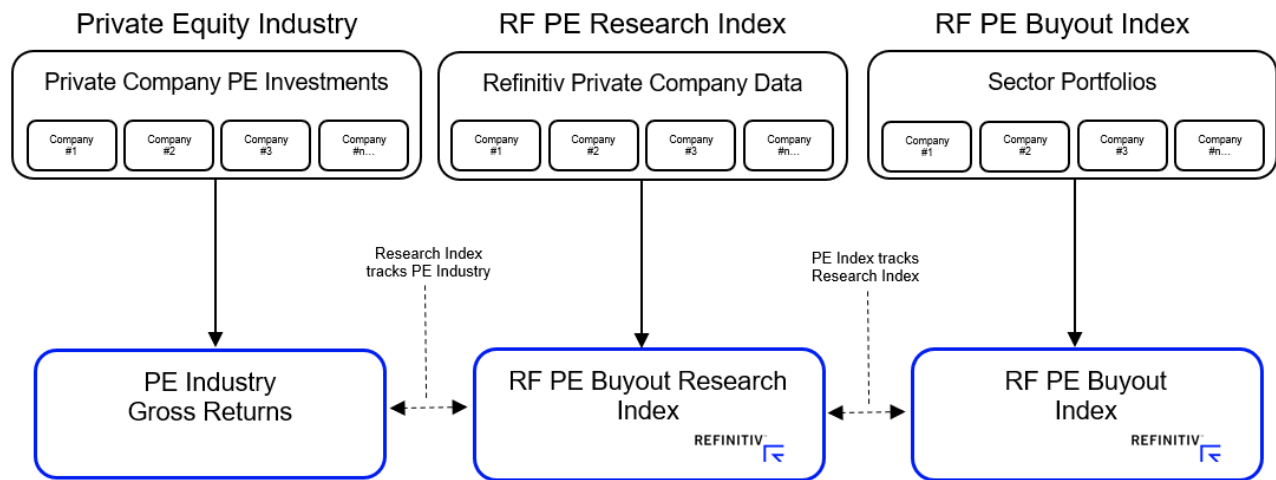 Private Equity Industry
RF PE Research Index
RF PE Buyout Index
Private Company PE Investments
Company
#1
Company
#2
Company
#3
Company
#n...
Refinitiv Private Company Data
Company
#1
Company
#2
Company
#3
Company
#n...
Sector Portfolios
Company
#1
Company
#2
Company
#3
Company
#n...
Research Index
tracks PE Industry
PE Index tracks
Research Index
PE Industry
Gross Returns
RF PE Buyout Research
Index
REFINITIV
RF PE Buyout
Index
REFINITIV